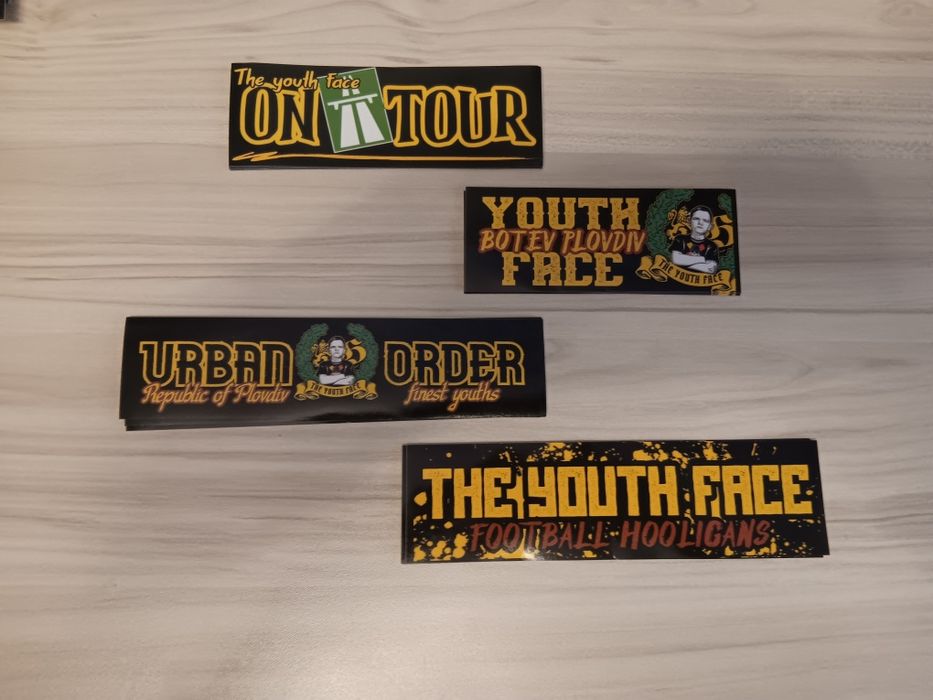 The youth Face
ON TOUR
YOUTH
BOTEV PLOVDIV
FACE
THE YOUTH FACE
URBAN ORDER
Republic of Plovdiv finest youths
THE YOUTH FACE
THE YOUTH FACE
FOOTBALL HOOLIGANS